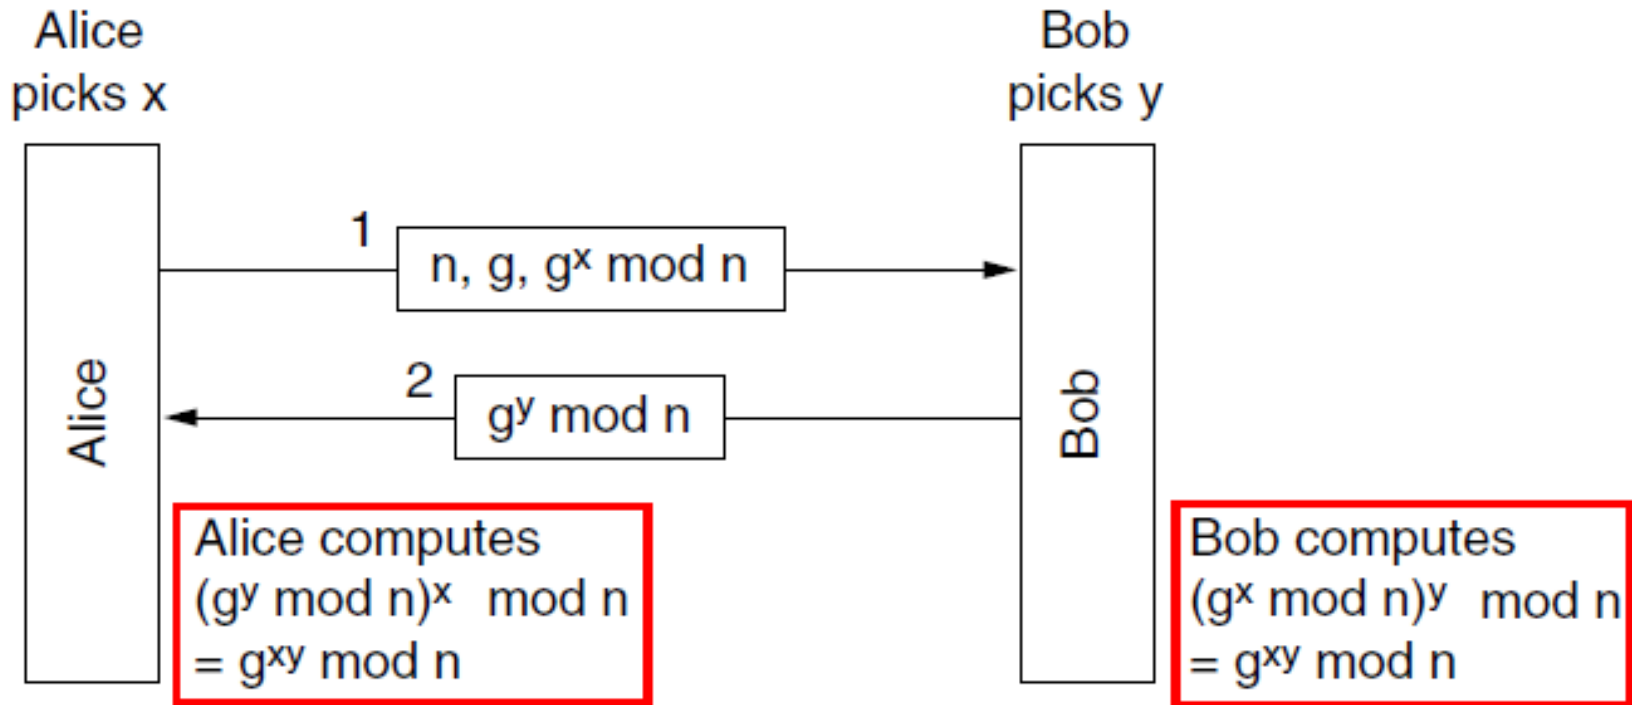 Alice
picks x
Bob
picks y
1
n, g, gˣ mod n
2
gʸ mod n
Alice
Bob
Alice computes
(gʸ mod n)ˣ mod n
= gˣʸ mod n
Bob computes
(gˣ mod n)ʸ mod n
= gˣʸ mod n